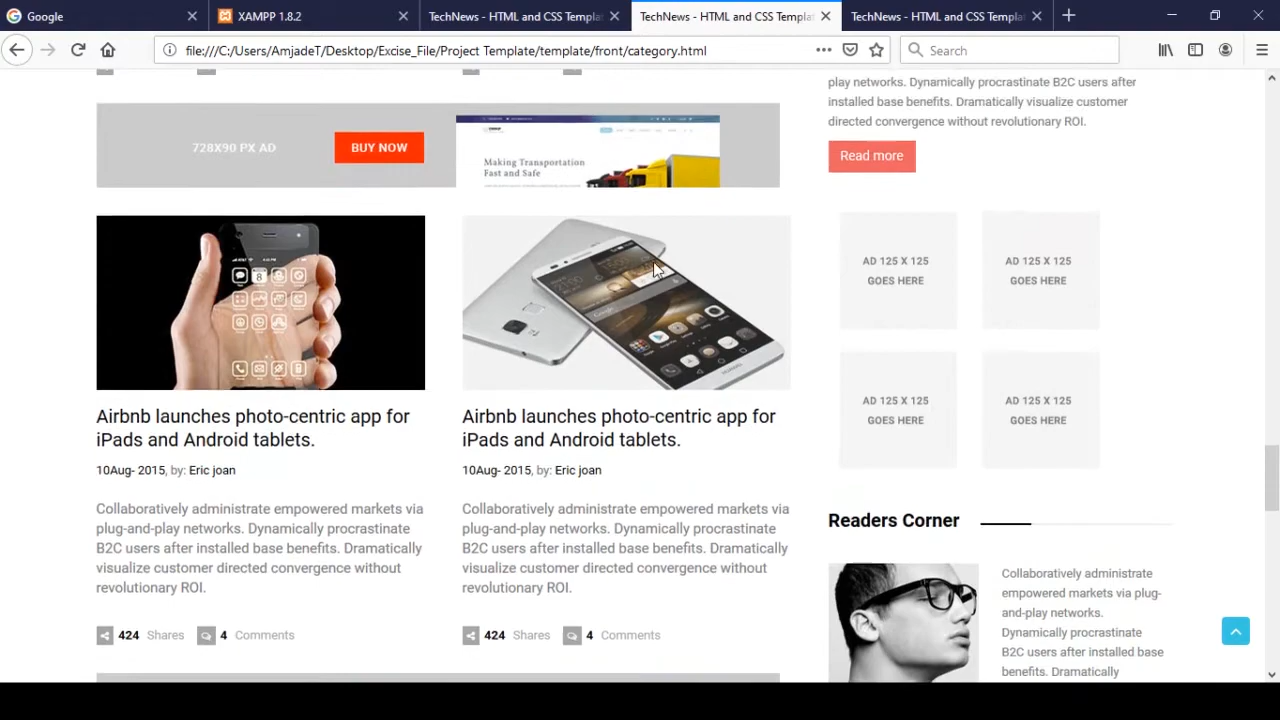 Google
XAMPP 1.8.2
TechNews - HTML and CSS Templat
TechNews - HTML and CSS Templat
TechNews - HTML and CSS Templat
file:///C:/Users/AmjadeT/Desktop/Excise_File/Project Template/template/front/category.html
Search
728X90 PX AD
BUY NOW
Making Transportation
Fast and Safe
Airbnb launches photo-centric app for
iPads and Android tablets.
10Aug- 2015, by: Eric joan
Collaboratively administrate empowered markets via
plug-and-play networks. Dynamically procrastinate
B2C users after installed base benefits. Dramatically
visualize customer directed convergence without
revolutionary ROI.
424 Shares 4 Comments
Airbnb launches photo-centric app for
iPads and Android tablets.
10Aug- 2015, by: Eric joan
Collaboratively administrate empowered markets via
plug-and-play networks. Dynamically procrastinate
B2C users after installed base benefits. Dramatically
visualize customer directed convergence without
revolutionary ROI.
424 Shares 4 Comments
play networks. Dynamically procrastinate B2C users after
installed base benefits. Dramatically visualize customer
directed convergence without revolutionary ROI.
Read more
AD 125 X 125
GOES HERE
AD 125 X 125
GOES HERE
AD 125 X 125
GOES HERE
AD 125 X 125
GOES HERE
Readers Corner
Collaboratively administrate
empowered markets via plug-
and-play networks.
Dynamically procrastinate
B2C users after installed base
benefits. Dramatically